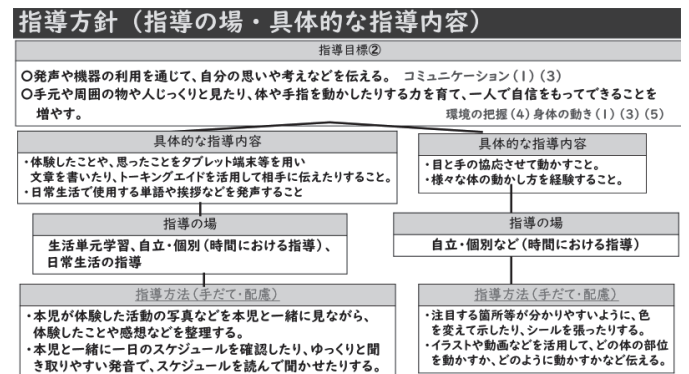 指導方針（指導の場・具体的な指導内容）
指導目標②
○発声や機器の利用を通じて、自分の思いや考えなどを伝える。 コミュニケーション（1）（3）
○手元や周囲の物や人じっくりと見たり、体や手指を動かしたりする力を育て、一人で自信をもってできることを
増やす。 環境の把握（4）身体の動き（1）（3）（5）
具体的な指導内容
・体験したことや、思ったことをタブレット端末等を用い
文章を書いたり、トーキングエイドを活用して相手に伝えたりすること。
・日常生活で使用する単語や挨拶などを発声すること
指導の場
生活単元学習、自立・個別（時間における指導）、
日常生活の指導
指導方法（手だて・配慮）
・本児が体験した活動の写真などを本児と一緒に見ながら、
体験したことや感想などを整理する。
・本児と一緒に一日のスケジュールを確認したり、ゆっくりと聞
き取りやすい発音で、スケジュールを読んで聞かせたりする。
具体的な指導内容
・目と手の協応させて動かすこと。
・様々な体の動かし方を経験すること。
指導の場
自立・個別など（時間における指導）
指導方法（手だて・配慮）
・注目する箇所等が分かりやすいように、色
を変えて示したり、シールを張ったりする。
・イラストや動画などを活用して、どの体の部位
を動かすか、どのように動かすかなど伝える。